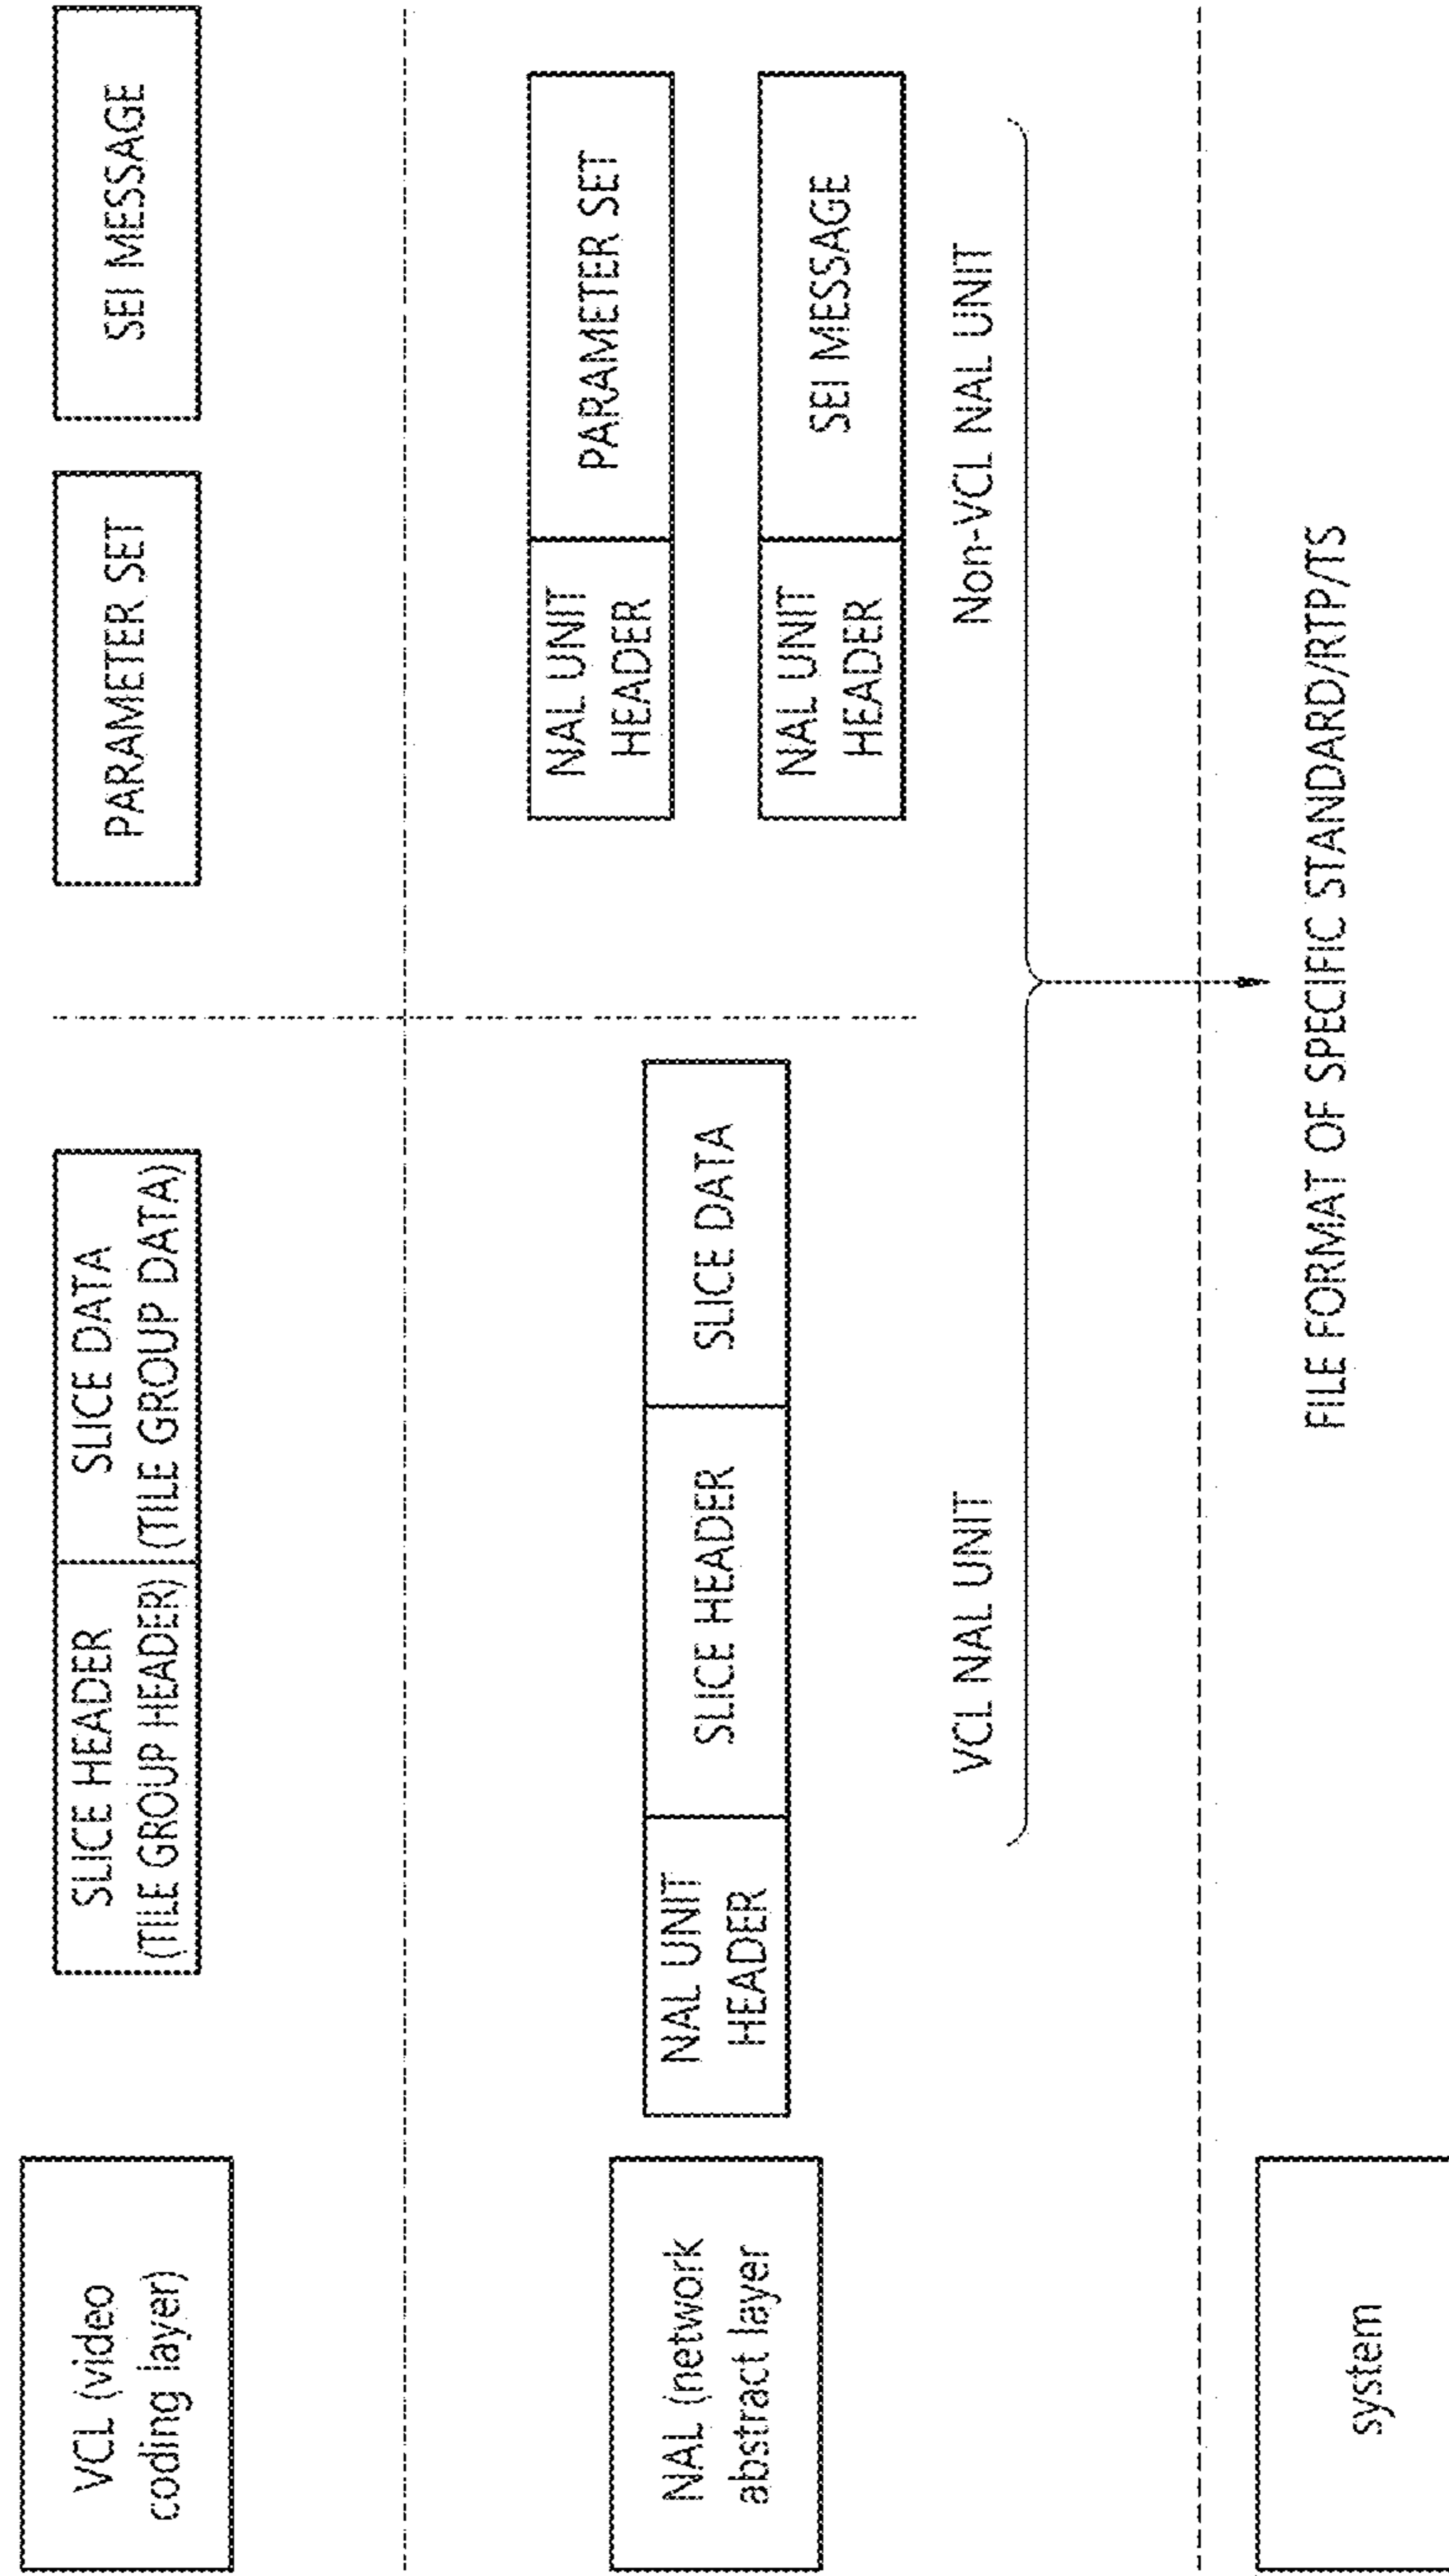 VCL (video
coding layer)
SLICE HEADER
(TILE GROUP HEADER)
SLICE DATA
(TILE GROUP DATA)
PARAMETER SET
SEI MESSAGE
NAL (network
abstract layer
NAL UNIT
HEADER
SLICE HEADER
SLICE DATA
NAL UNIT
HEADER
PARAMETER SET
NAL UNIT
HEADER
SEI MESSAGE
VCL NAL UNIT
Non-VCL NAL UNIT
system
FILE FORMAT OF SPECIFIC STANDARD/RTP/TS